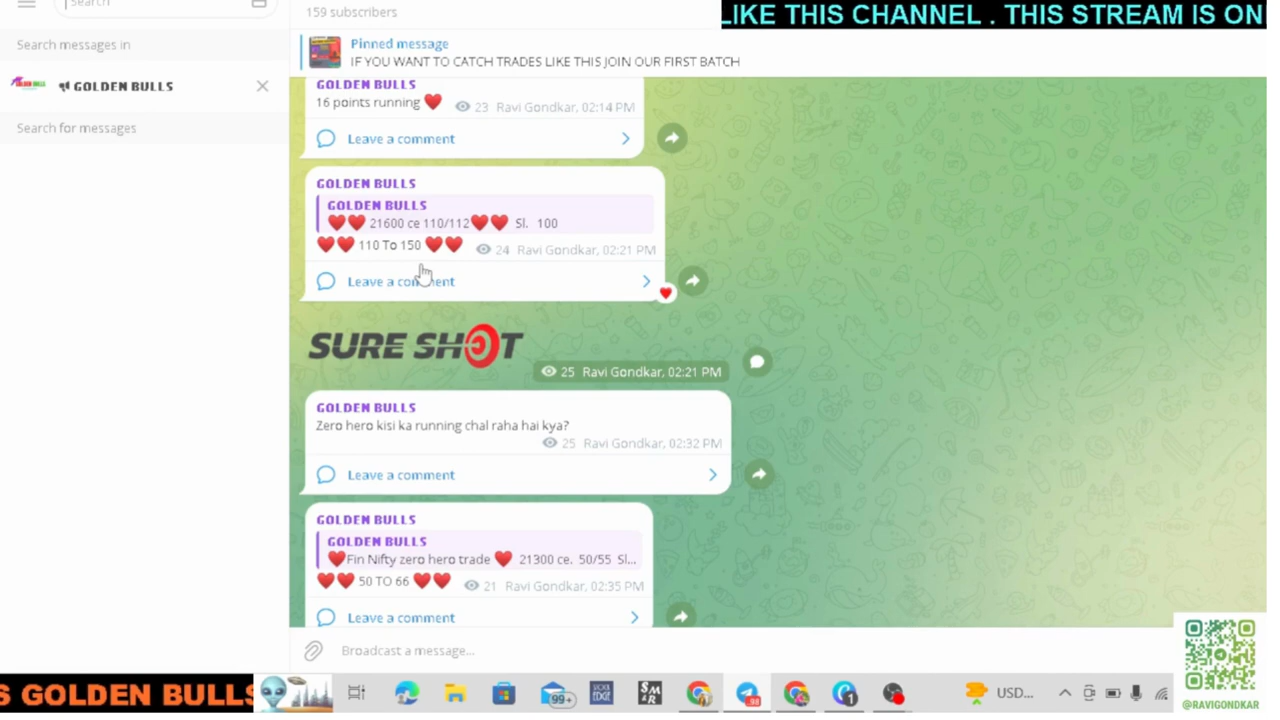 Search
159 subscribers
LIKE THIS CHANNEL . THIS STREAM IS ON
Search messages in
Pinned message
IF YOU WANT TO CATCH TRADES LIKE THIS JOIN OUR FIRST BATCH
GOLDEN BULLS
Search for messages
GOLDEN BULLS
16 points running ❤️ 23 Ravi Gondkar, 02:14 PM
Leave a comment
GOLDEN BULLS
GOLDEN BULLS
❤️❤️ 21600 ce 110/112❤️❤️ Sl. 100
❤️❤️ 110 To 150 ❤️❤️ 24 Ravi Gondkar, 02:21 PM
Leave a comment
SURE SHOT
25 Ravi Gondkar, 02:21 PM
GOLDEN BULLS
Zero hero kisi ka running chal raha hai kya?
25 Ravi Gondkar, 02:32 PM
Leave a comment
GOLDEN BULLS
GOLDEN BULLS
❤️Fin Nifty zero hero trade ❤️ 21300 ce. 50/55 Sl...
❤️❤️ 50 TO 66 ❤️❤️ 21 Ravi Gondkar, 02:35 PM
Leave a comment
Broadcast a message...
S GOLDEN BULLS
99+
SMR
98
1
USD...
@RAVIGONDKAR